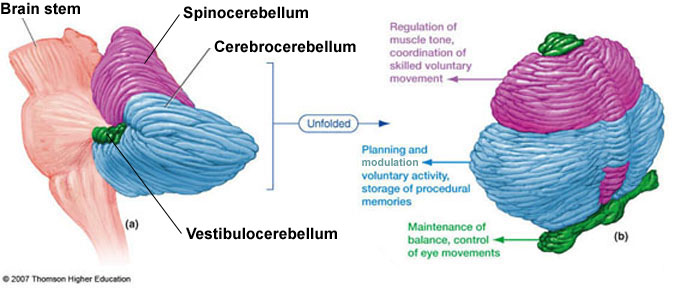 Brain stem
Spinocerebellum
Cerebrocerebellum
Vestibulocerebellum
(a)
Unfolded
Regulation of
muscle tone,
coordination of
skilled voluntary
movement
Planning and
modulation
voluntary activity,
storage of procedural
memories
Maintenance of
balance, control
of eye movements
(b)
© 2007 Thomson Higher Education